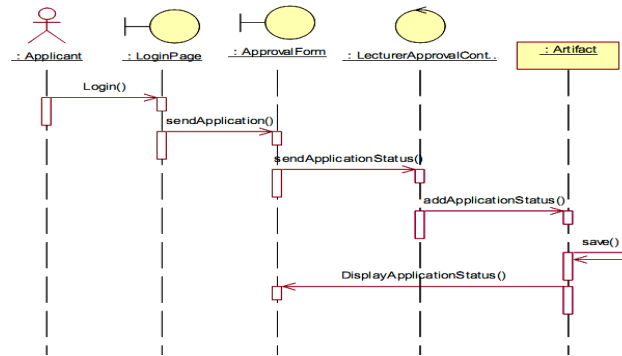 : Applicant
: LoginPage
: ApprovalForm
: LecturerApprovalCont..
: Artifact
Login()
sendApplication()
sendApplicationStatus()
addApplicationStatus()
save()
DisplayApplicationStatus()